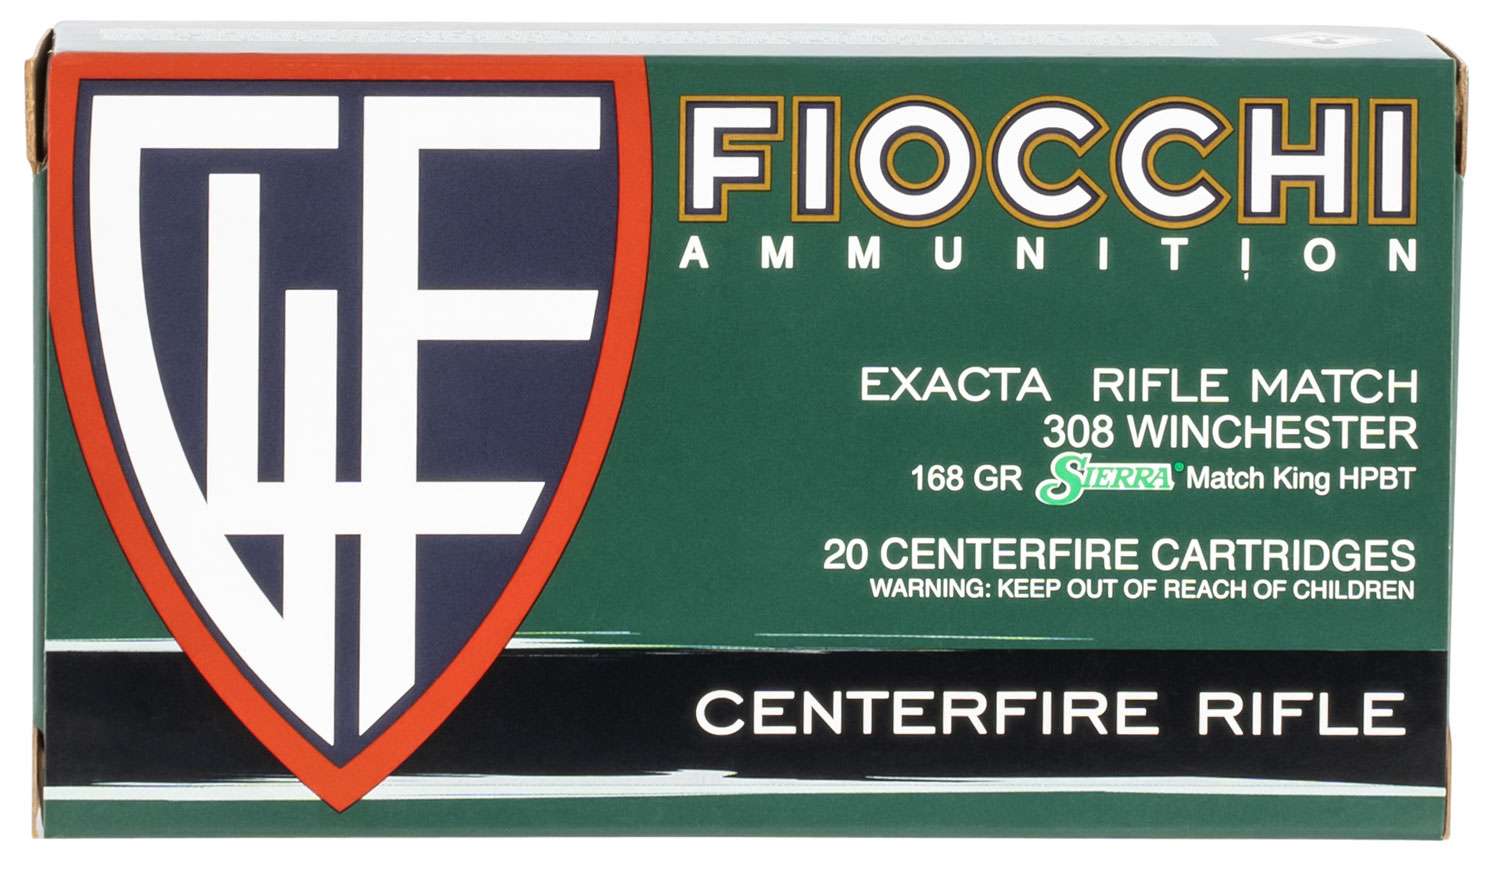 GF
FIOCCHI
AMMUNITION
EXACTA RIFLE MATCH
308 WINCHESTER
168 GR SIERRA® Match King HPBT
20 CENTERFIRE CARTRIDGES
WARNING: KEEP OUT OF REACH OF CHILDREN
CENTERFIRE RIFLE